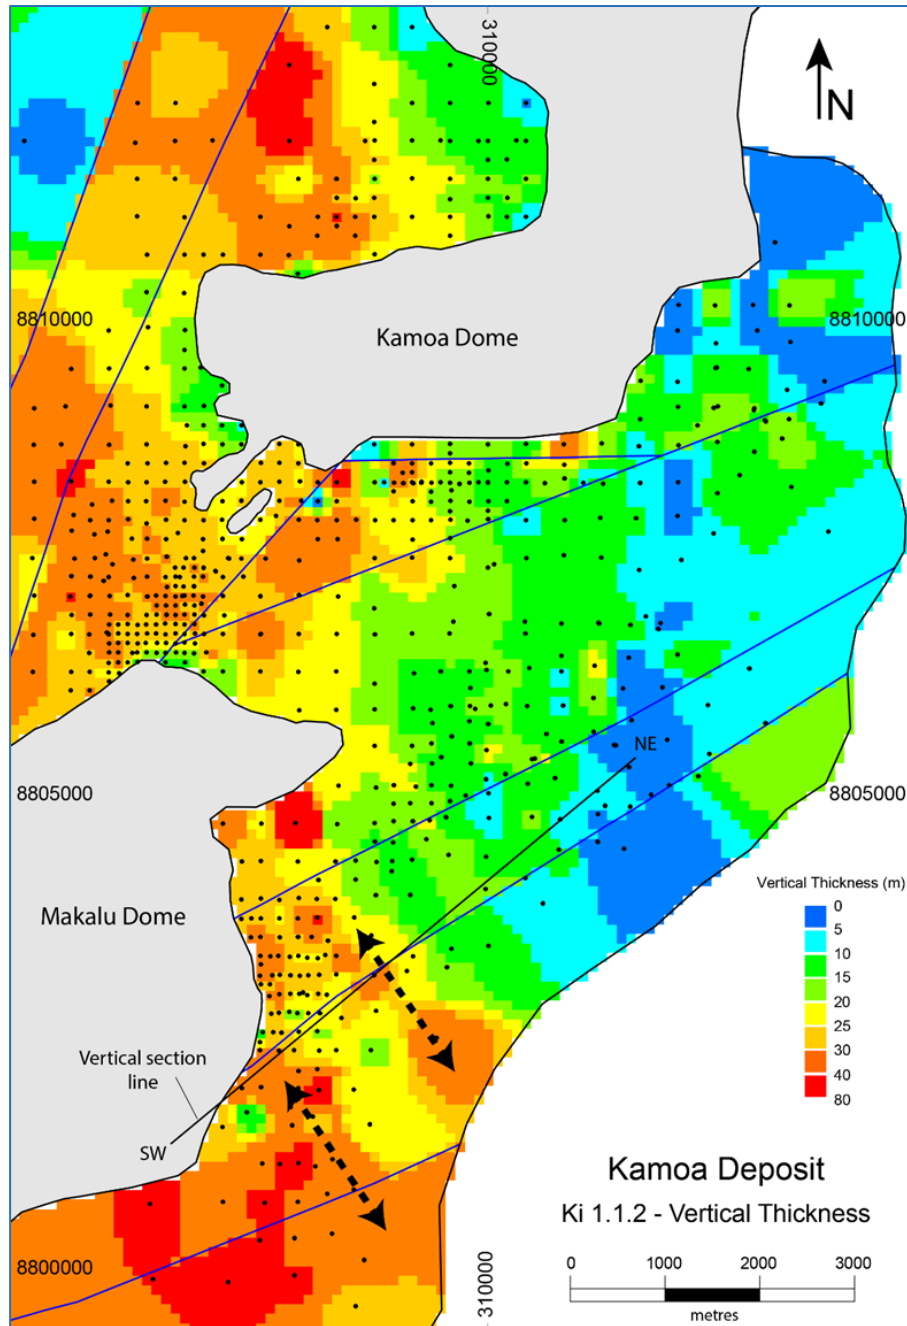 310000
N
8810000
8810000
Kamoa Dome
NE
8805000
8805000
Vertical Thickness (m)
0
5
10
15
20
25
30
40
80
Makalu Dome
Vertical section
line
SW
Kamoa Deposit
Ki 1.1.2 - Vertical Thickness
8800000
310000
0 1000 2000 3000
metres